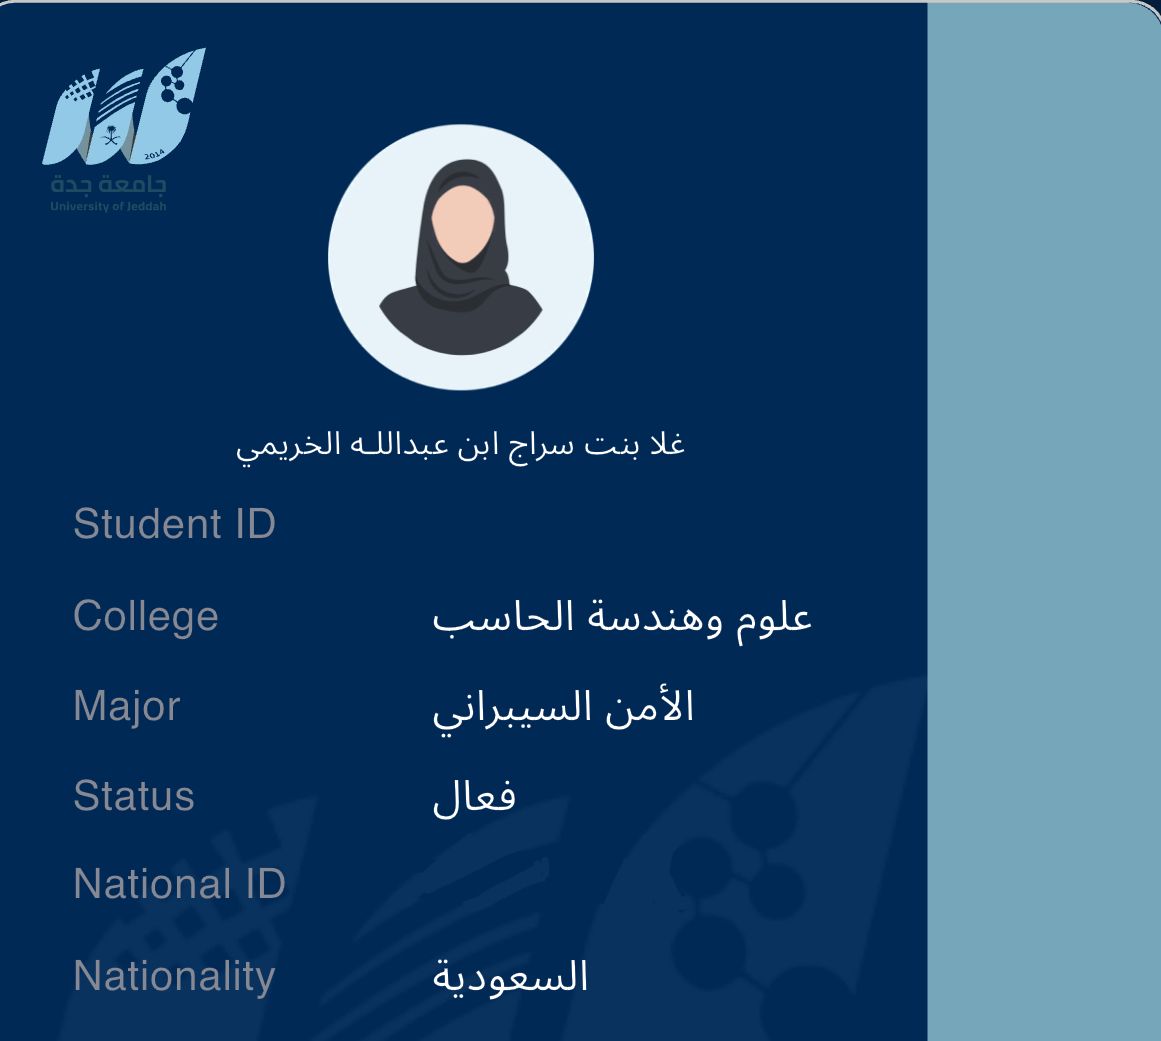 2014
جامعة جدة
University of Jeddah
غلا بنت سراج ابن عبداللـه الخريمي
Student ID
College علوم وهندسة الحاسب
Major الأمن السيبراني
Status فعال
National ID
Nationality السعودية